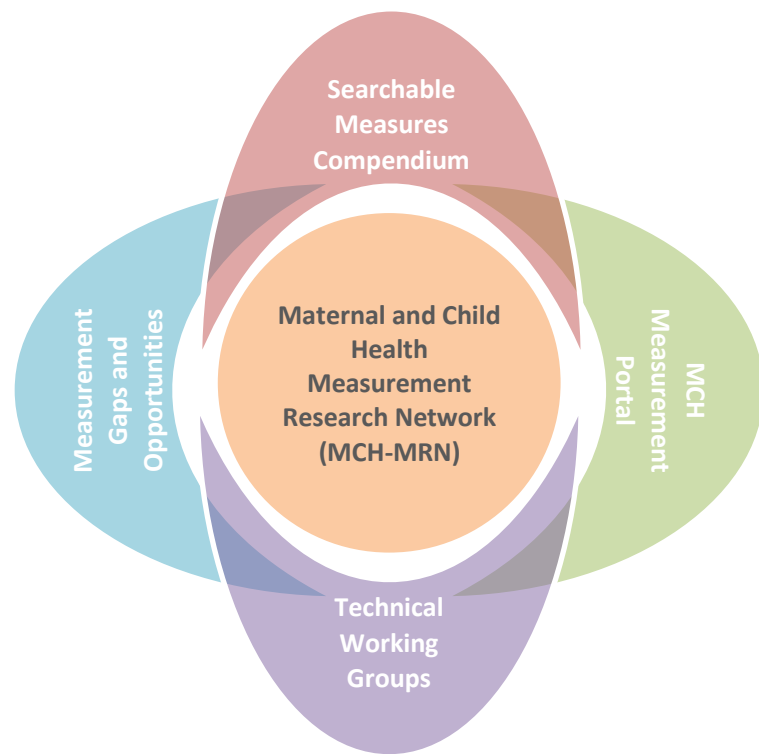 Searchable
Measures
Compendium
Measurement
Gaps and
Opportunities
Maternal and Child
Health
Measurement
Research Network
(MCH-MRN)
MCH
Measurement
Portal
Technical
Working
Groups